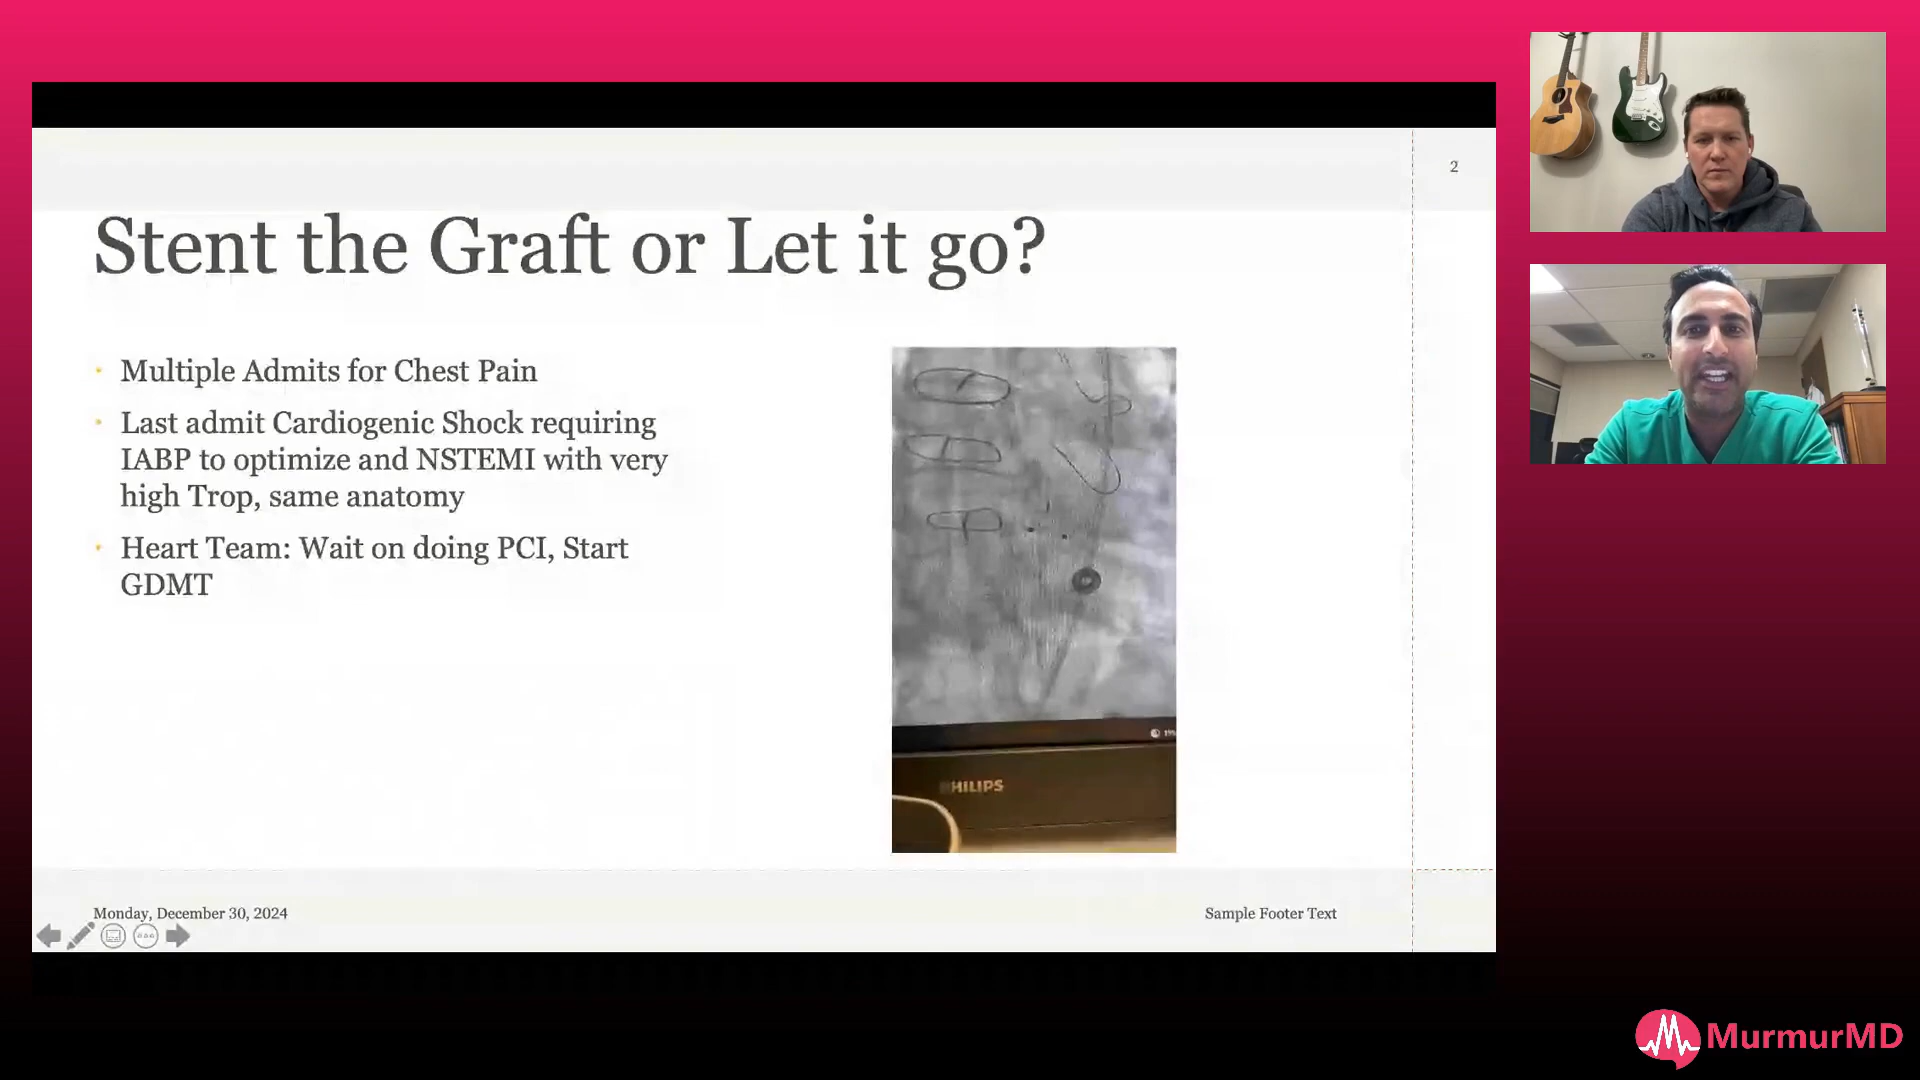 2
Stent the Graft or Let it go?
Multiple Admits for Chest Pain
Last admit Cardiogenic Shock requiring
IABP to optimize and NSTEMI with very
high Trop, same anatomy
Heart Team: Wait on doing PCI, Start
GDMT
PHILIPS
Monday, December 30, 2024
Sample Footer Text
MurmurMD